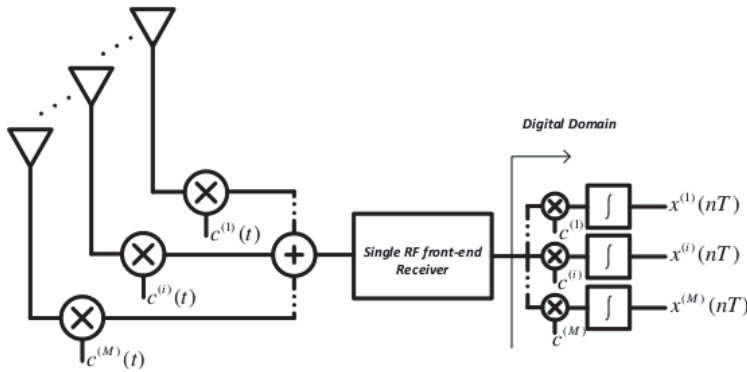 Digital Domain
c^{(1)}(t)
c^{(i)}(t)
c^{(M)}(t)
Single RF front-end
Receiver
c^{(1)}
c^{(i)}
c^{(M)}
∫
∫
∫
x^{(1)}(nT)
x^{(i)}(nT)
x^{(M)}(nT)